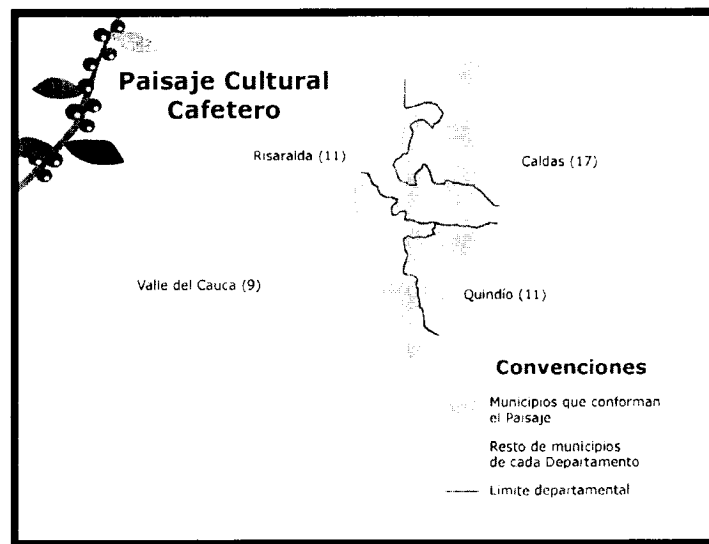 Paisaje Cultural
Cafetero
Risaralda (11)
Caldas (17)
Valle del Cauca (9)
Quindío (11)
Convenciones
Municipios que conforman
el Paisaje
Resto de municipios
de cada Departamento
Limite departamental